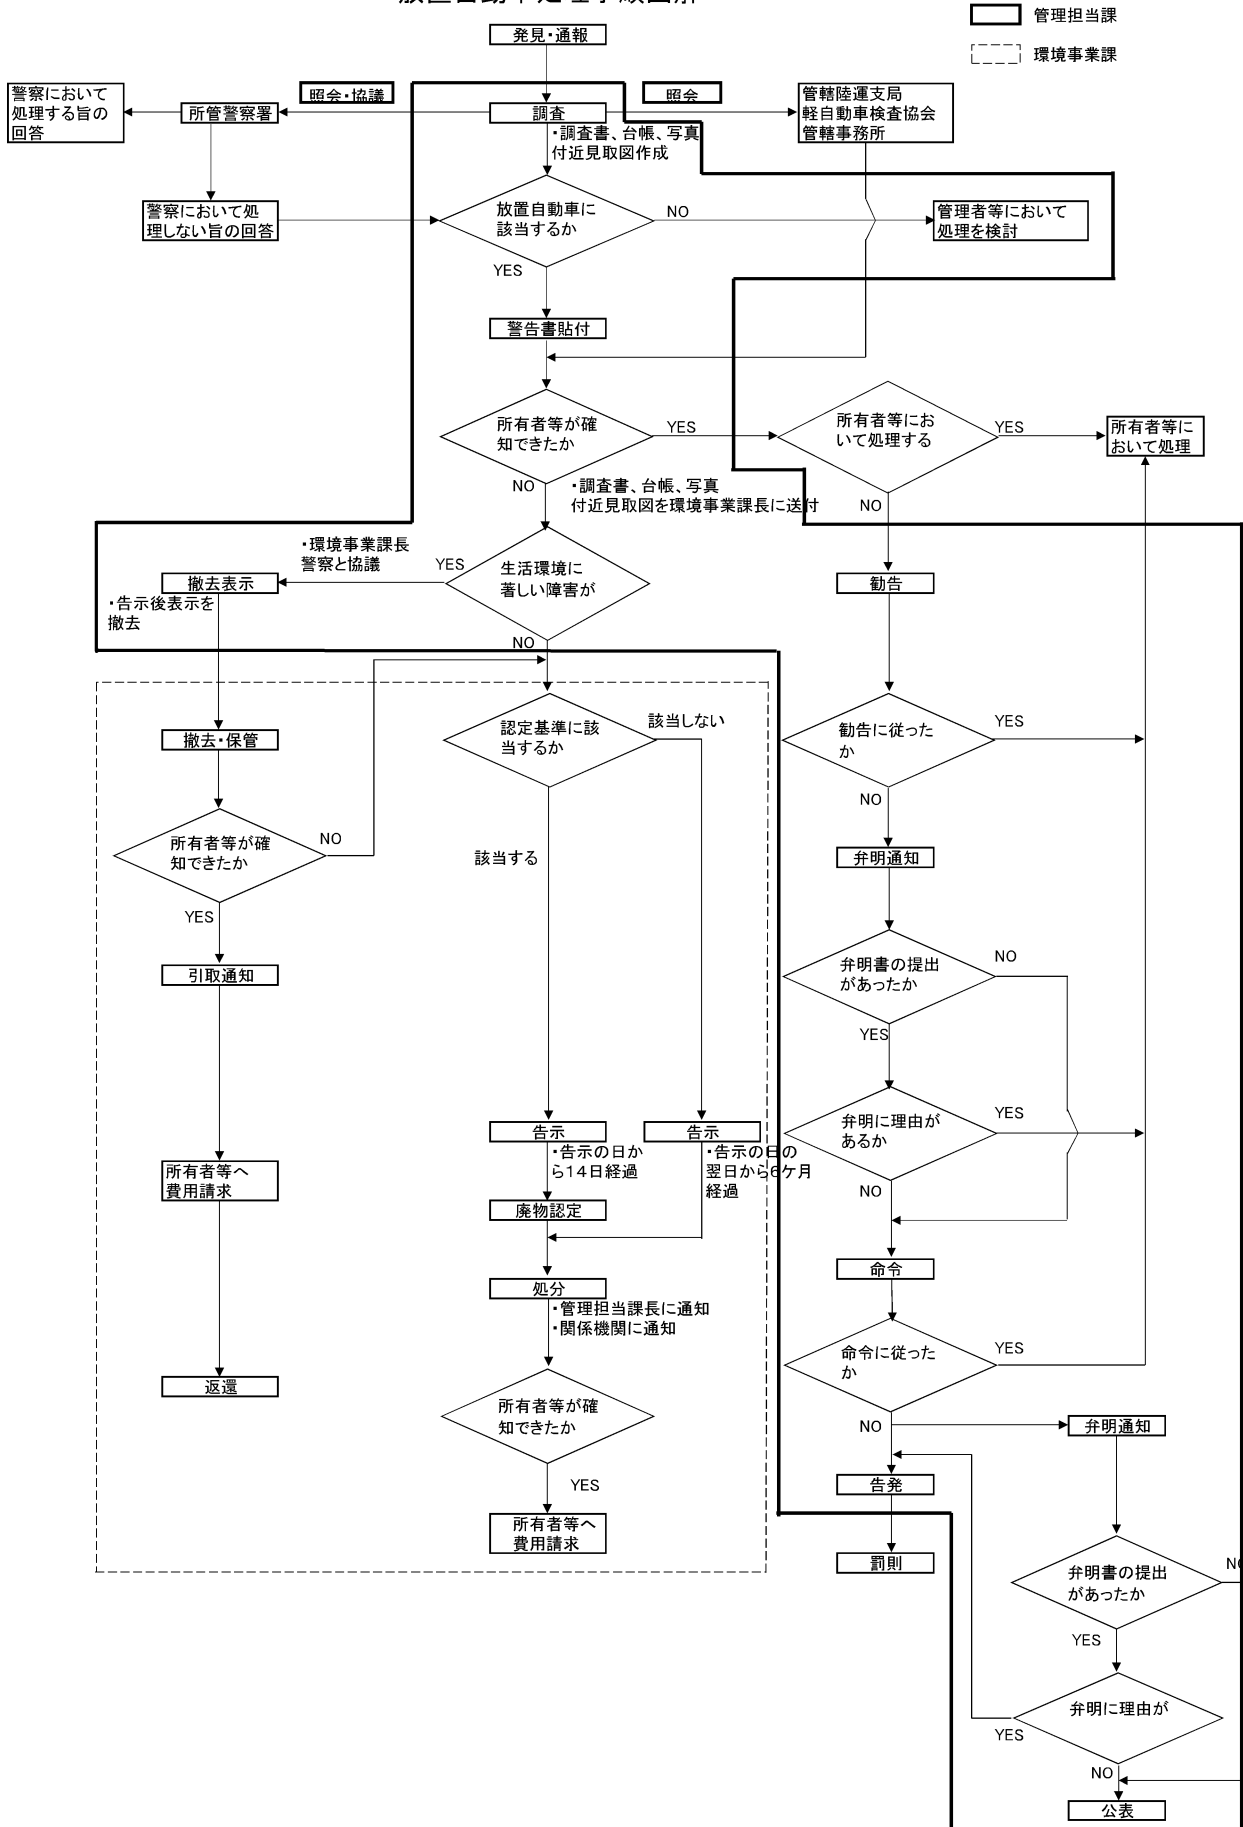 放置自動車処理手順図解
管理担当課
環境事業課
発見・通報
照会・協議
照会
警察において
処理する旨の
回答
所管警察署
調査
管轄陸運支局
軽自動車検査協会
管轄事務所
・調査書、台帳、写真
付近見取図作成
警察において処
理しない旨の回答
放置自動車に
該当するか
NO
管理者等において
処理を検討
YES
警告書貼付
所有者等が確
知できたか
YES
所有者等にお
いて処理する
YES
所有者等に
おいて処理
NO
・調査書、台帳、写真
付近見取図を環境事業課長に送付
NO
・環境事業課長
警察と協議
YES
生活環境に
著しい障害が
撤去表示
・告示後表示を
撤去
勧告
NO
認定基準に該
当するか
該当しない
勧告に従った
か
YES
撤去・保管
NO
所有者等が確
知できたか
NO
該当する
弁明通知
YES
引取通知
弁明書の提出
があったか
NO
YES
弁明に理由が
あるか
YES
告示
・告示の日か
ら14日経過
告示
・告示の日の
翌日から6ケ月
経過
所有者等へ
費用請求
NO
廃物認定
命令
処分
・管理担当課長に通知
・関係機関に通知
命令に従った
か
YES
返還
所有者等が確
知できたか
NO
弁明通知
YES
告発
所有者等へ
費用請求
罰則
弁明書の提出
があったか
NO
YES
弁明に理由が
YES
NO
公表